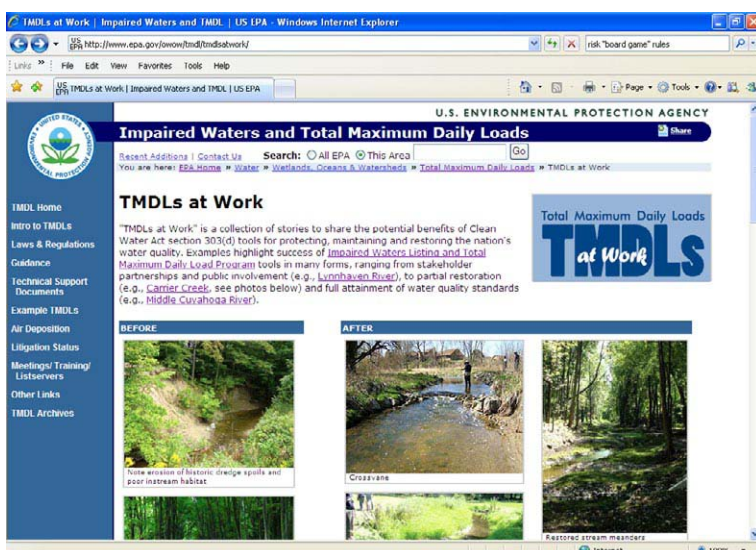 TMDLs at Work | Impaired Waters and TMDL | US EPA - Windows Internet Explorer
US EPA http://www.epa.gov/owow/tmdl/tmdlsatwork/
risk "board game" rules
Links » File Edit View Favorites Tools Help
US EPA TMDLs at Work | Impaired Waters and TMDL | US EPA
Page Tools
U.S. ENVIRONMENTAL PROTECTION AGENCY
Impaired Waters and Total Maximum Daily Loads
Share
Recent Additions | Contact Us Search: All EPA This Area Go
You are here: EPA Home » Water » Wetlands, Oceans & Watersheds » Total Maximum Daily Loads » TMDLs at Work
TMDL Home
Intro to TMDLs
Laws & Regulations
Guidance
Technical Support
Documents
Example TMDLs
Air Deposition
Litigation Status
Meetings/ Training/
Listservers
Other Links
TMDL Archives
TMDLs at Work
"TMDLs at Work" is a collection of stories to share the potential benefits of Clean
Water Act section 303(d) tools for protecting, maintaining and restoring the nation's
water quality. Examples highlight success of Impaired Waters Listing and Total
Maximum Daily Load Program tools in many forms, ranging from stakeholder
partnerships and public involvement (e.g., Lynnhaven River), to partial restoration
(e.g., Carrier Creek, see photos below) and full attainment of water quality standards
(e.g., Middle Cuyahoga River).
Total Maximum Daily Loads
TMDLS
at Work
BEFORE
AFTER
Note erosion of historic dredge spoils and
poor instream habitat
Crossvane
Restored stream meanders